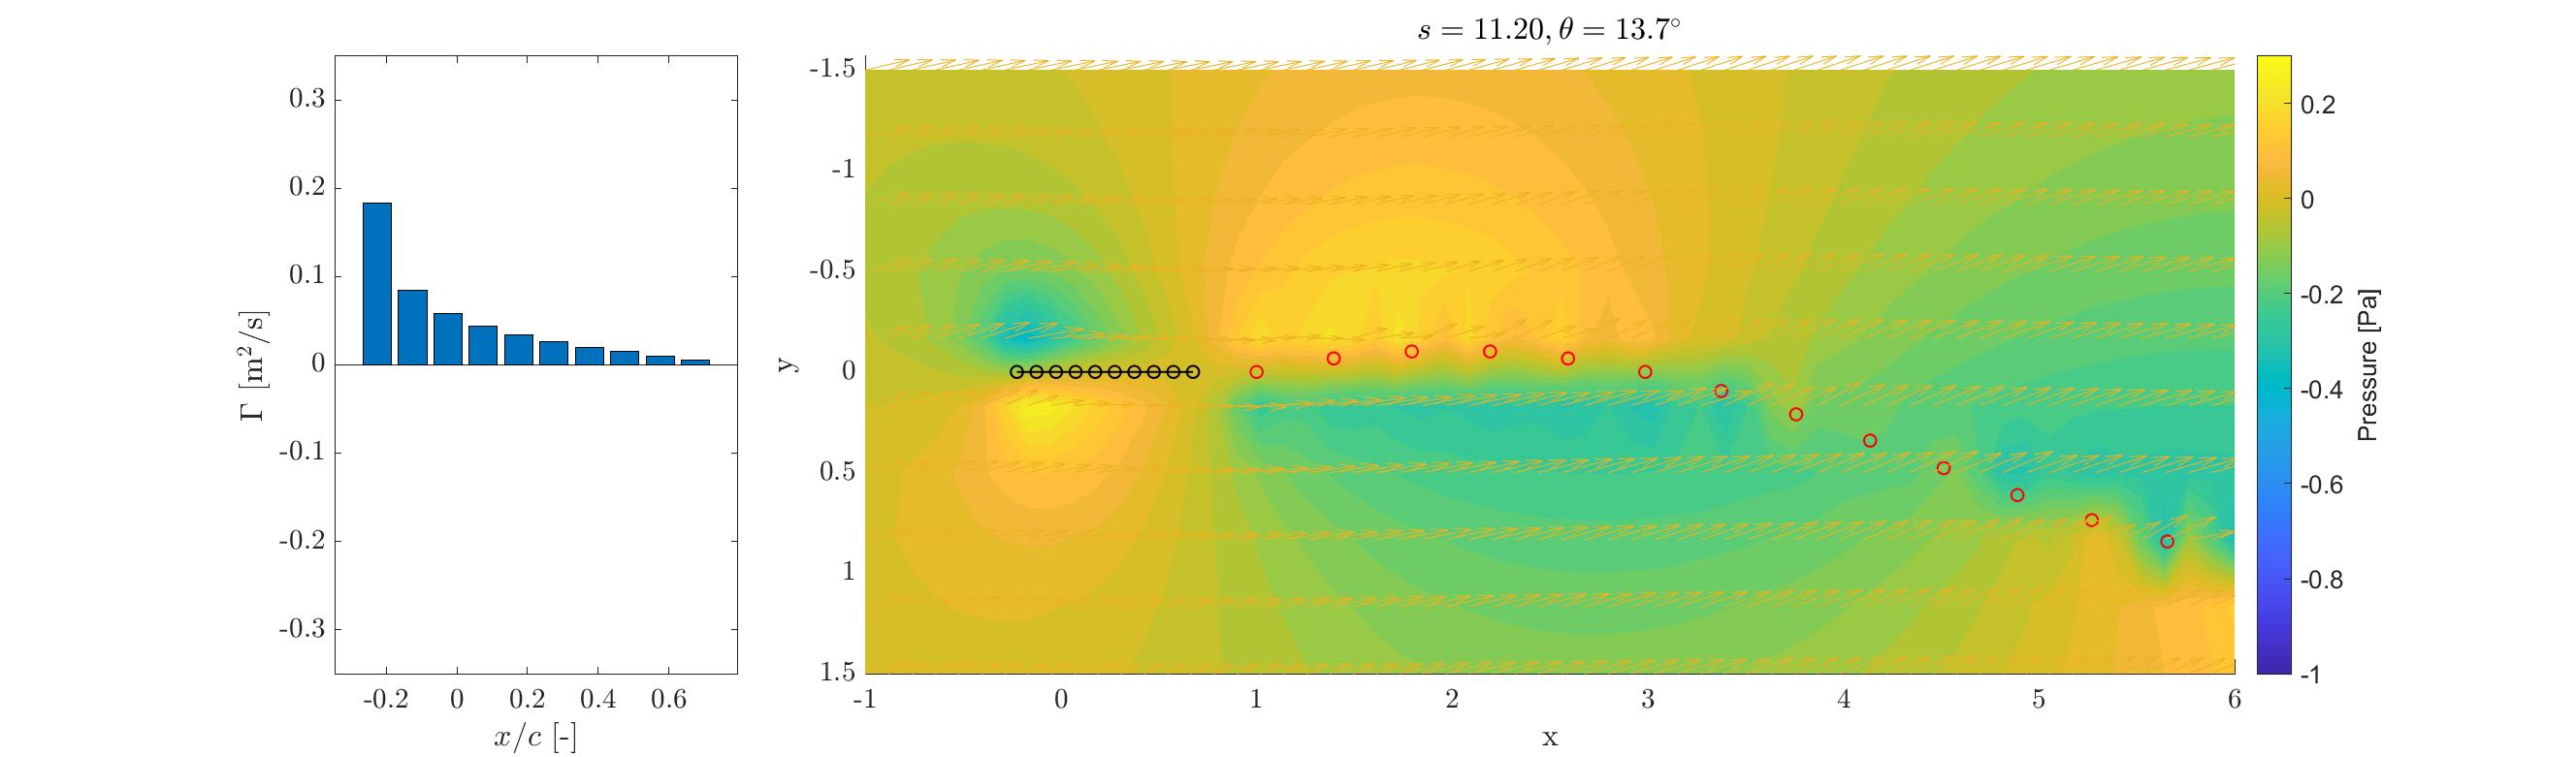 s = 11.20, θ = 13.7°
0.3
0.2
0.1
0
-0.1
-0.2
-0.3
Γ [m²/s]
-0.2 0 0.2 0.4 0.6
x/c [-]
-1.5
-1
-0.5
0
0.5
1
1.5
y
-1 0 1 2 3 4 5 6
x
0.2
0
-0.2
-0.4
-0.6
-0.8
-1
Pressure [Pa]